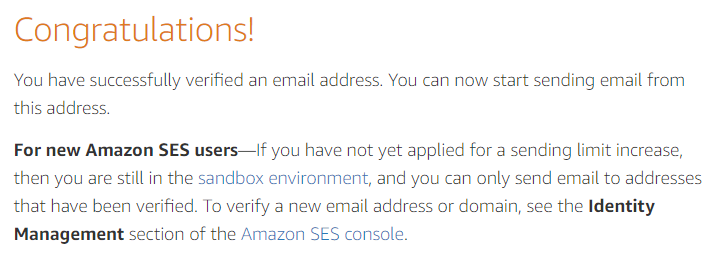 Congratulations!
You have successfully verified an email address. You can now start sending email from
this address.
For new Amazon SES users—If you have not yet applied for a sending limit increase,
then you are still in the sandbox environment, and you can only send email to addresses
that have been verified. To verify a new email address or domain, see the Identity
Management section of the Amazon SES console.